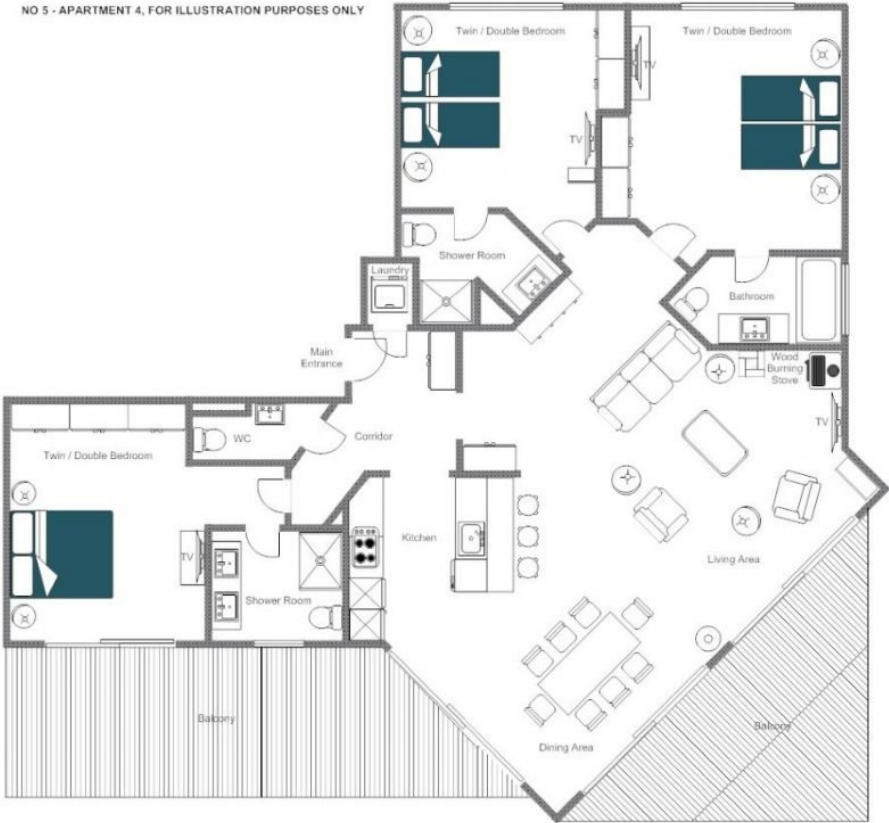 NO 5 - APARTMENT 4, FOR ILLUSTRATION PURPOSES ONLY
Twin / Double Bedroom
Twin / Double Bedroom
TV
TV
Shower Room
Laundry
Bathroom
Main
Entrance
Wood
Burning
Stove
TV
WC
Corridor
Twin / Double Bedroom
Kitchen
TV
Living Area
Shower Room
Balcony
Balcony
Dining Area